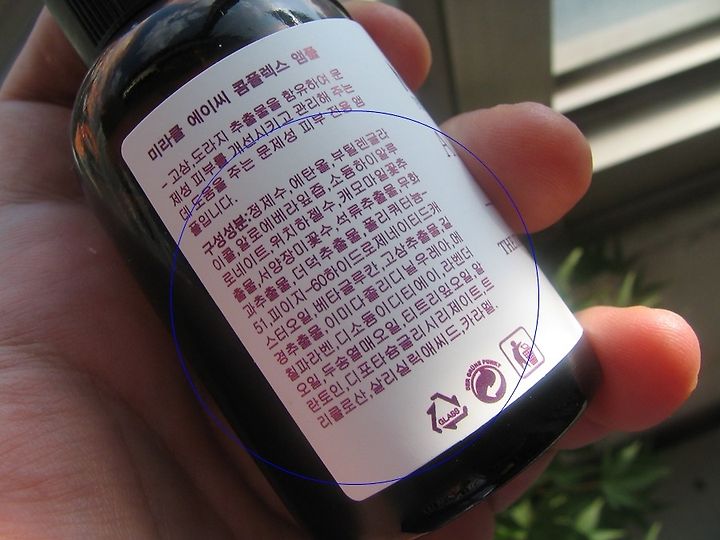 미라클 에이씨 콤플렉스 앰플
- 고삼, 도라지 추출물을 함유하여 문
제성 피부를 개선시키고 관리해 주는
데 도움을 주는 문제성 피부 전용 앰
플입니다.
구성성분:정제수, 에탄올, 부틸렌글라
이콜, 알로에베라잎즙, 소듐하이알루
로네이트, 위치하젤수, 캐모마일꽃추
출물, 서양장미꽃수, 석류추출물, 무화
과추출물, 더덕추출물, 폴리쿼터늄-
51, 피이지-60하이드로제네이티드캐
스터오일, 베타글루칸, 고삼추출물, 길
경추출물, 이미다졸리디닐우레아, 메
칠파라벤, 디소듐이디티에이, 라벤더
오일, 두송열매오일, 티트리잎오일, 알
란토인, 디포타슘글리시리제이트, 트
리클로산, 살리실릭애씨드, 카라멜.
GLASS
DER GRÜNE PUNKT
THE